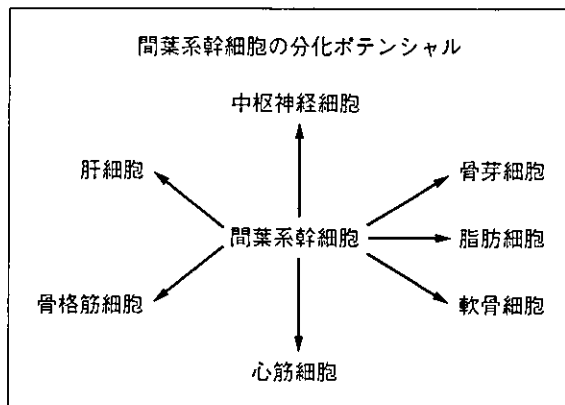 間葉系幹細胞の分化ポテンシャル
中枢神経細胞
肝細胞
骨芽細胞
間葉系幹細胞
脂肪細胞
骨格筋細胞
軟骨細胞
心筋細胞